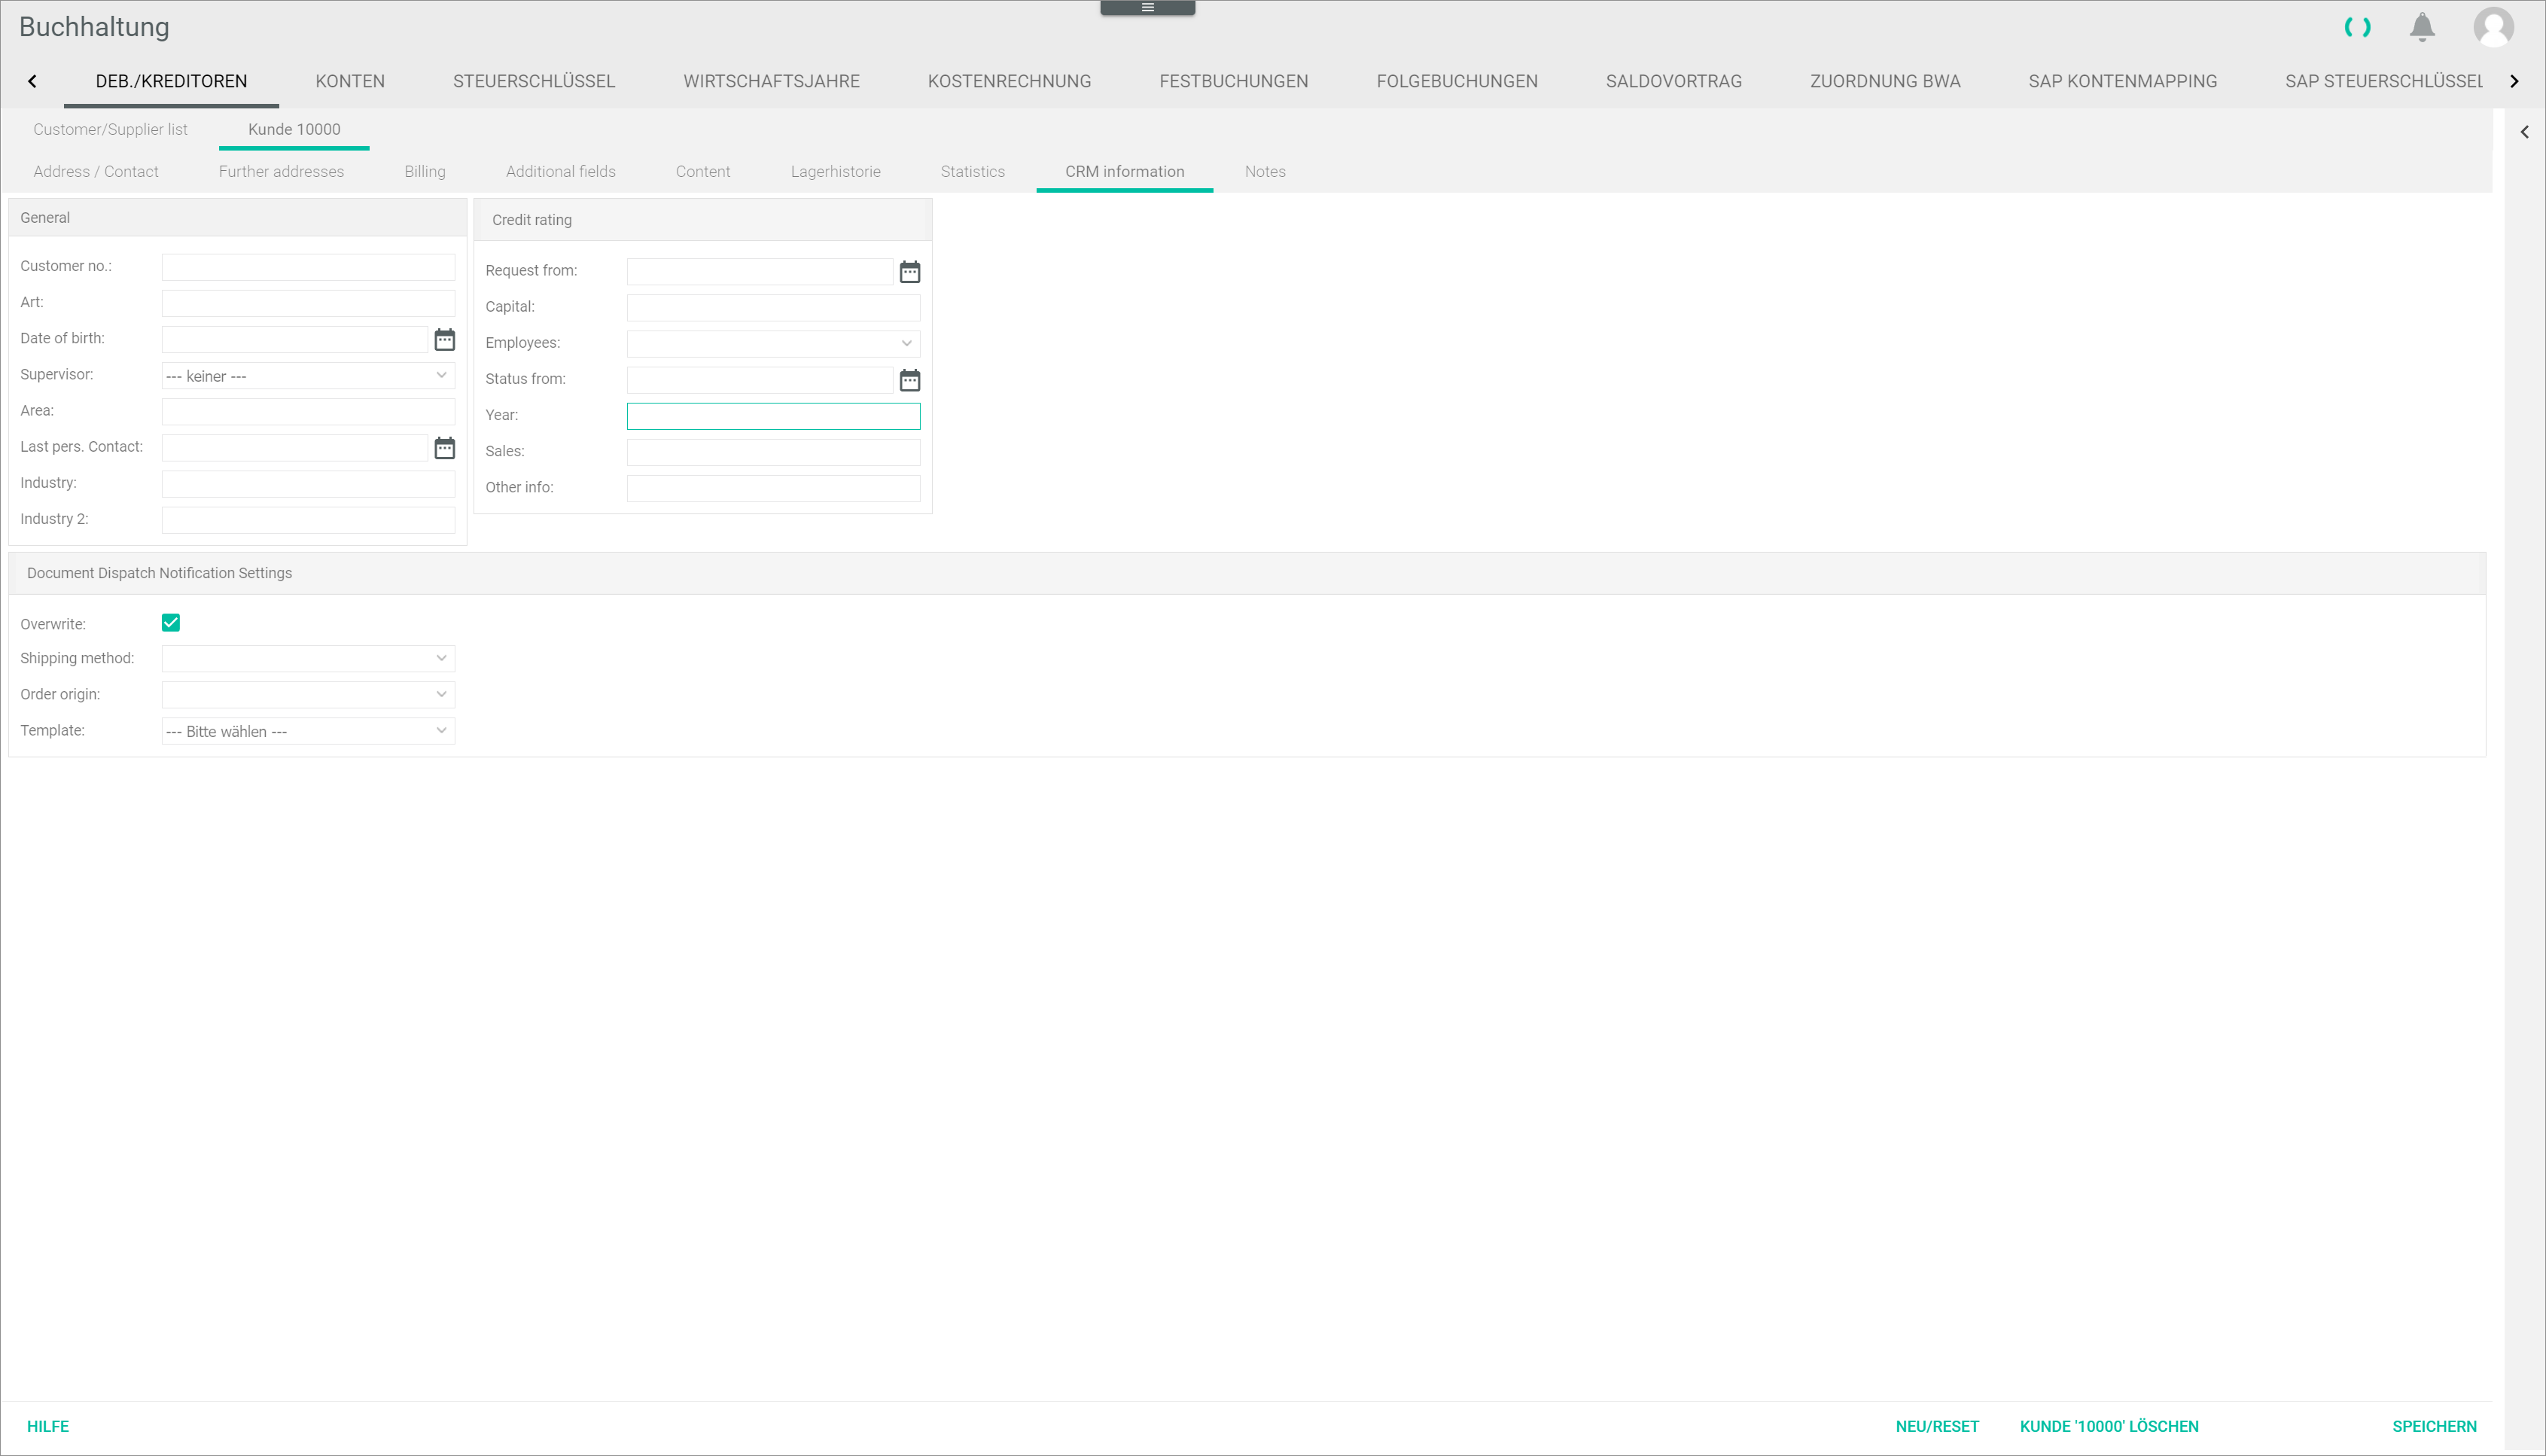 Buchhaltung
DEB./KREDITOREN KONTEN STEUERSCHLÜSSEL WIRTSCHAFTSJAHRE KOSTENRECHNUNG FESTBUCHUNGEN FOLGEBUCHUNGEN SALDOVORTRAG ZUORDNUNG BWA SAP KONTENMAPPING SAP STEUERSCHLÜSSEL
Customer/Supplier list Kunde 10000
Address / Contact Further addresses Billing Additional fields Content Lagerhistorie Statistics CRM information Notes
General
Customer no.:
Art:
Date of birth:
Supervisor: --- keiner ---
Area:
Last pers. Contact:
Industry:
Industry 2:
Credit rating
Request from:
Capital:
Employees:
Status from:
Year:
Sales:
Other info:
Document Dispatch Notification Settings
Overwrite:
Shipping method:
Order origin:
Template: --- Bitte wählen ---
HILFE NEU/RESET KUNDE '10000' LÖSCHEN SPEICHERN